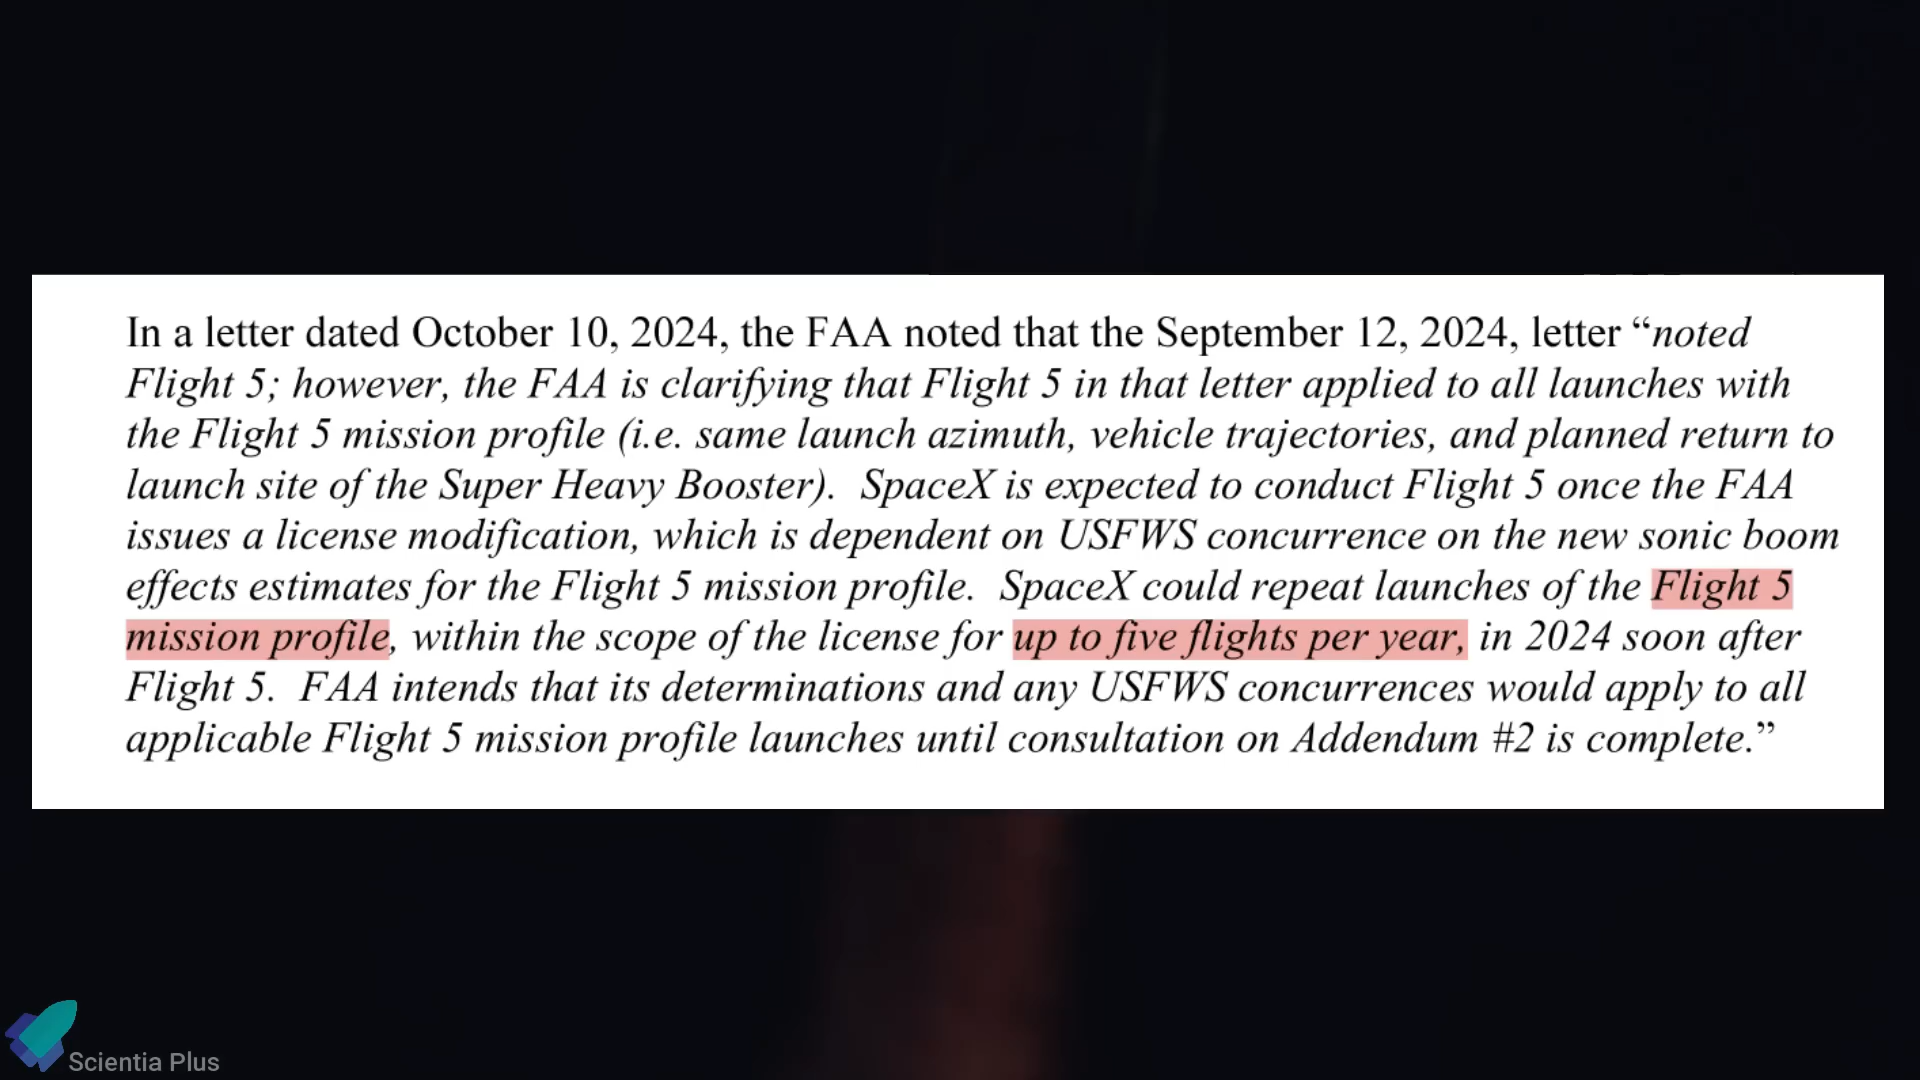 In a letter dated October 10, 2024, the FAA noted that the September 12, 2024, letter “noted
Flight 5; however, the FAA is clarifying that Flight 5 in that letter applied to all launches with
the Flight 5 mission profile (i.e. same launch azimuth, vehicle trajectories, and planned return to
launch site of the Super Heavy Booster).  SpaceX is expected to conduct Flight 5 once the FAA
issues a license modification, which is dependent on USFWS concurrence on the new sonic boom
effects estimates for the Flight 5 mission profile.  SpaceX could repeat launches of the Flight 5
mission profile, within the scope of the license for up to five flights per year, in 2024 soon after
Flight 5.  FAA intends that its determinations and any USFWS concurrences would apply to all
applicable Flight 5 mission profile launches until consultation on Addendum #2 is complete.”
Scientia Plus